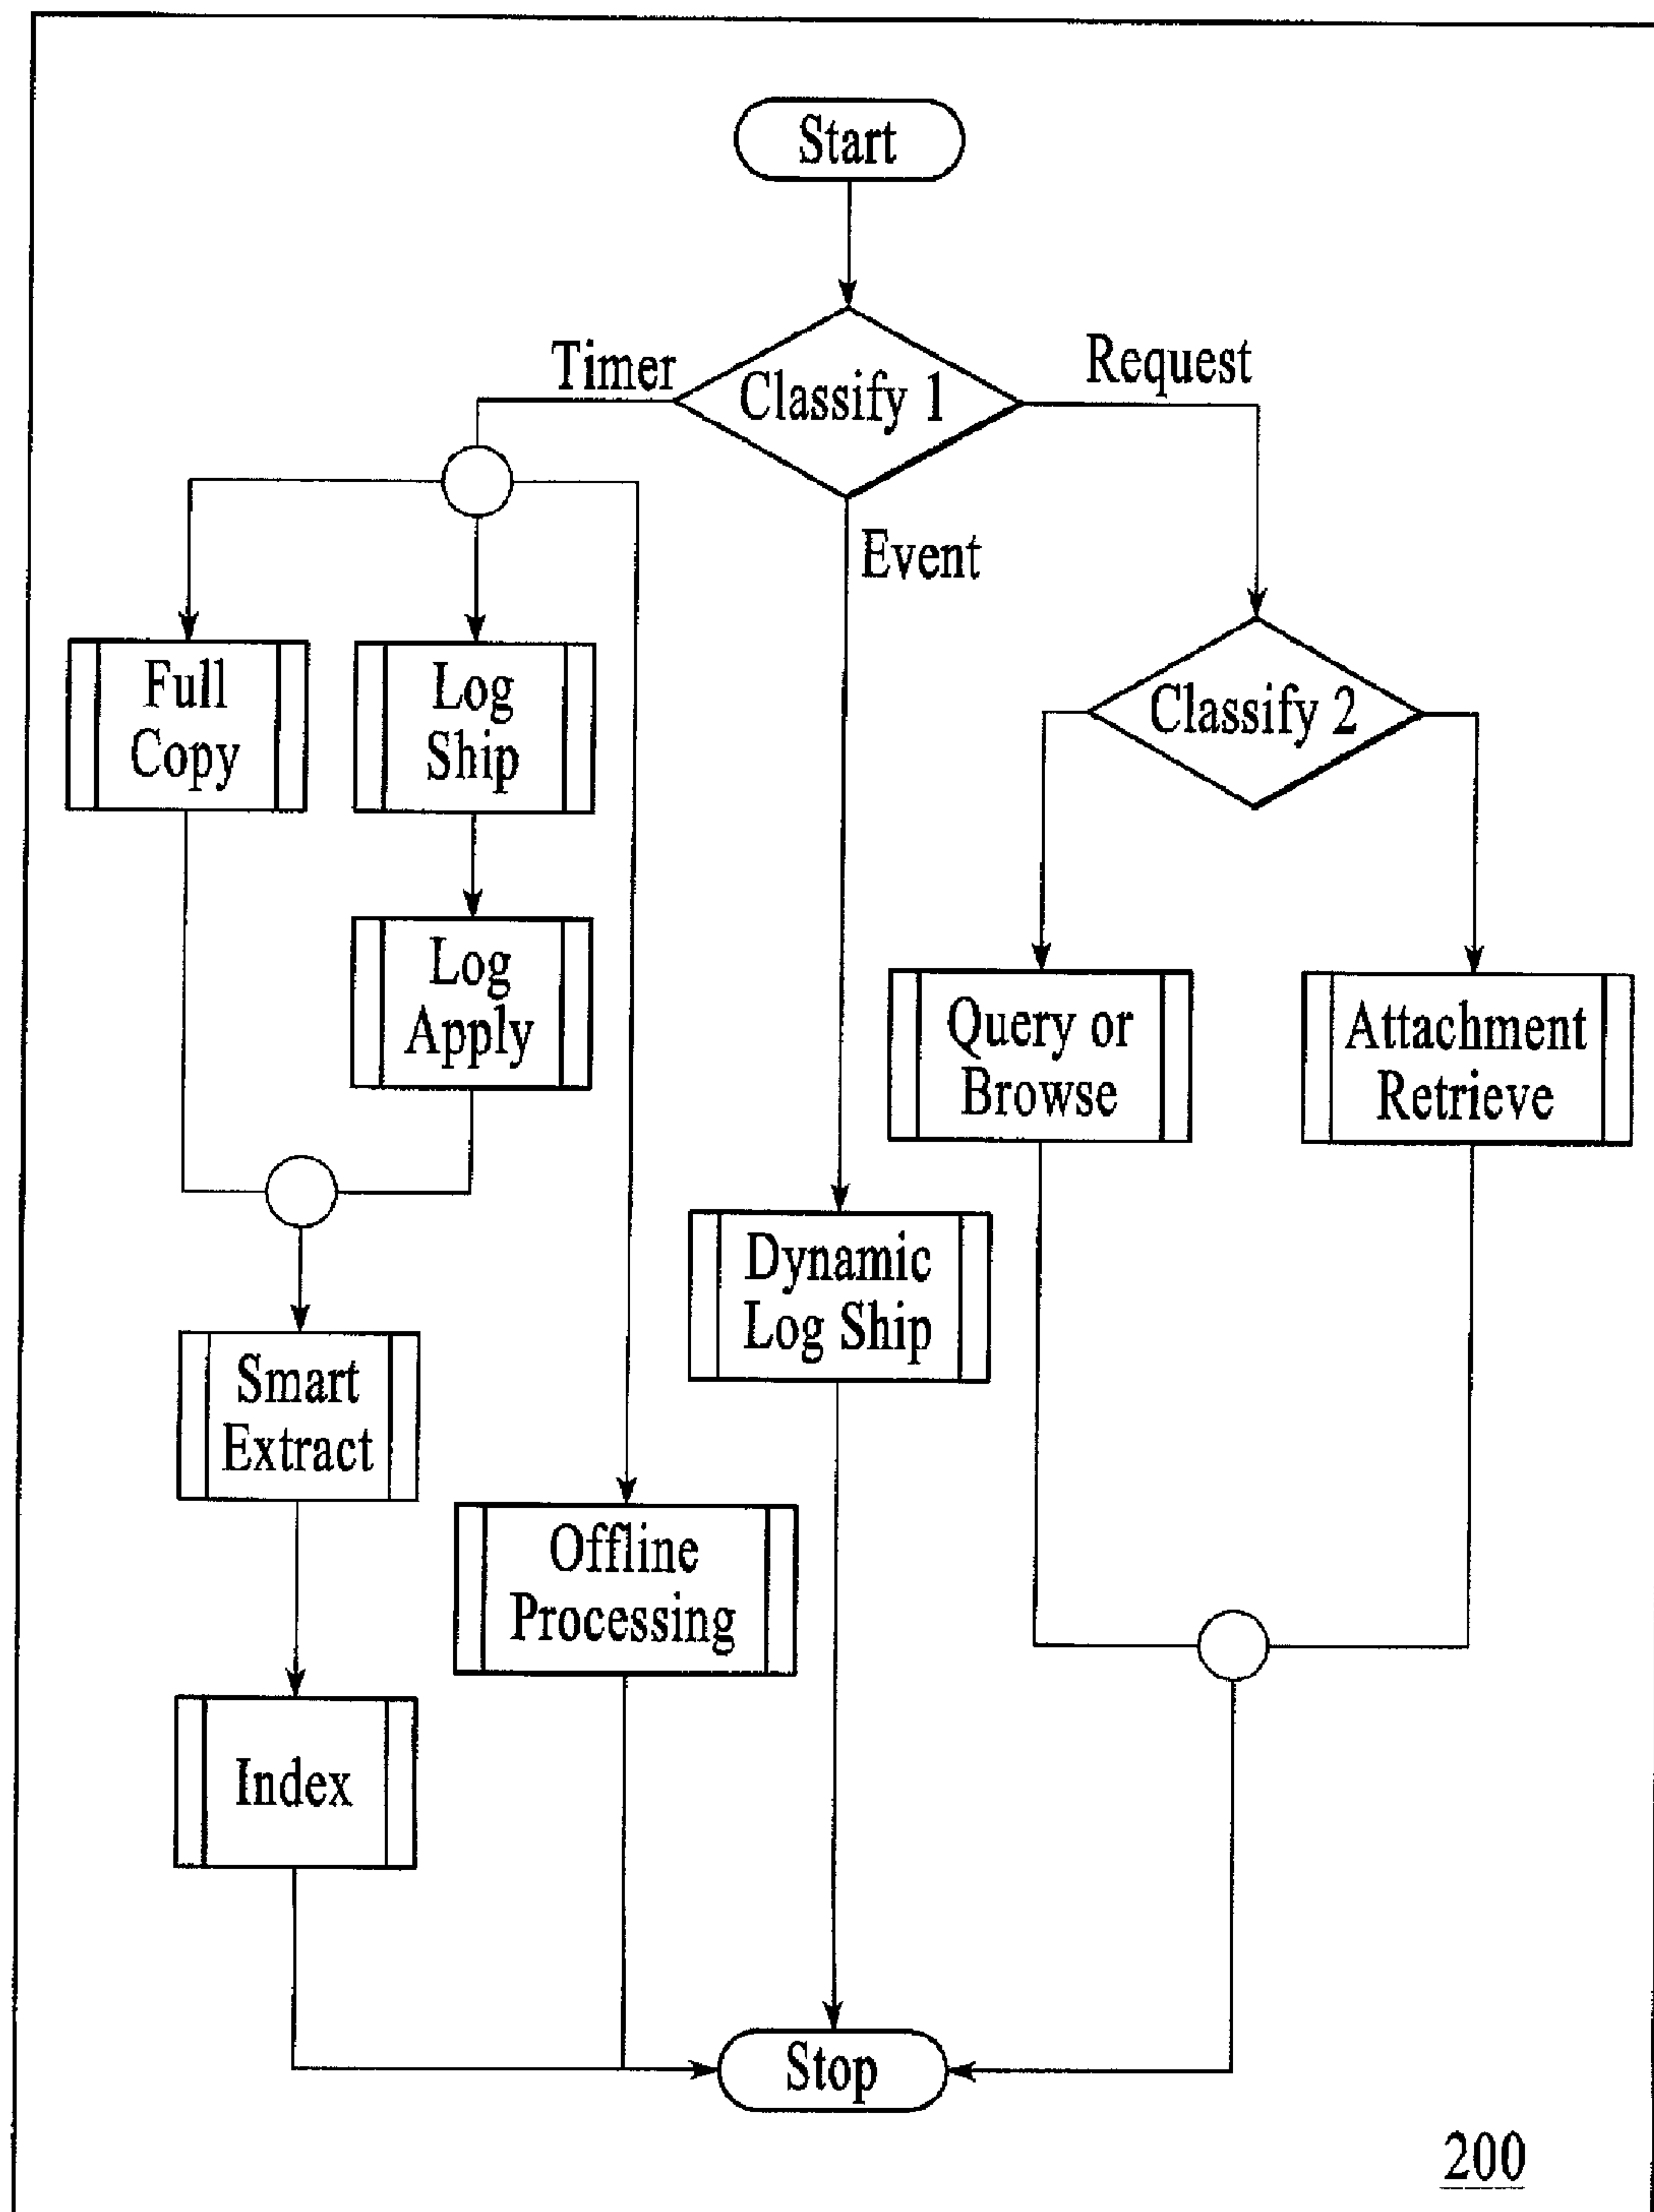 Start
Timer
Classify 1
Request
Event
Full
Copy
Log
Ship
Classify 2
Log
Apply
Query or
Browse
Attachment
Retrieve
Dynamic
Log Ship
Smart
Extract
Offline
Processing
Index
Stop
200